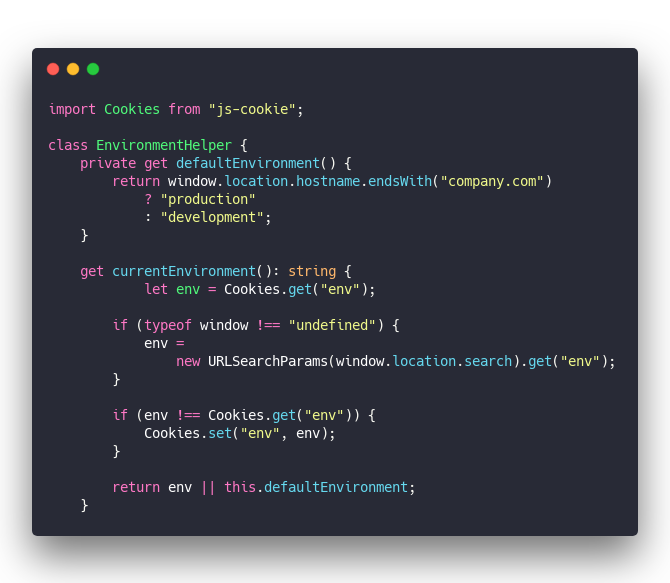 import Cookies from "js-cookie";

class EnvironmentHelper {
    private get defaultEnvironment() {
        return window.location.hostname.endsWith("company.com")
            ? "production"
            : "development";
    }

    get currentEnvironment(): string {
            let env = Cookies.get("env");

        if (typeof window !== "undefined") {
            env =
                new URLSearchParams(window.location.search).get("env");
        }

        if (env !== Cookies.get("env")) {
            Cookies.set("env", env);
        }

        return env || this.defaultEnvironment;
    }